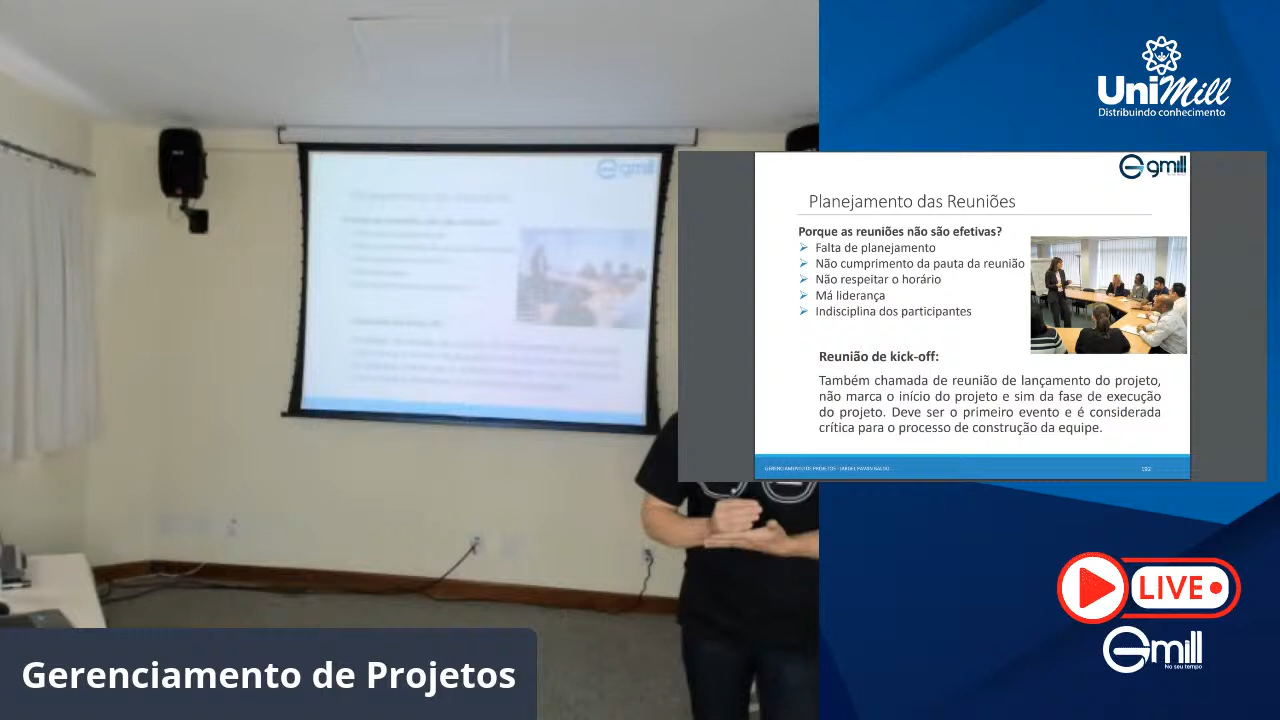 UniMill
Distribuindo conhecimento
gmill
Planejamento das Reuniões
Porque as reuniões não são efetivas?
Falta de planejamento
Não cumprimento da pauta da reunião
Não respeitar o horário
Má liderança
Indisciplina dos participantes
Reunião de kick-off:
Também chamada de reunião de lançamento do projeto,
não marca o início do projeto e sim da fase de execução
do projeto. Deve ser o primeiro evento e é considerada
crítica para o processo de construção da equipe.
192
LIVE
Gmill
No seu tempo
Gerenciamento de Projetos
gmill